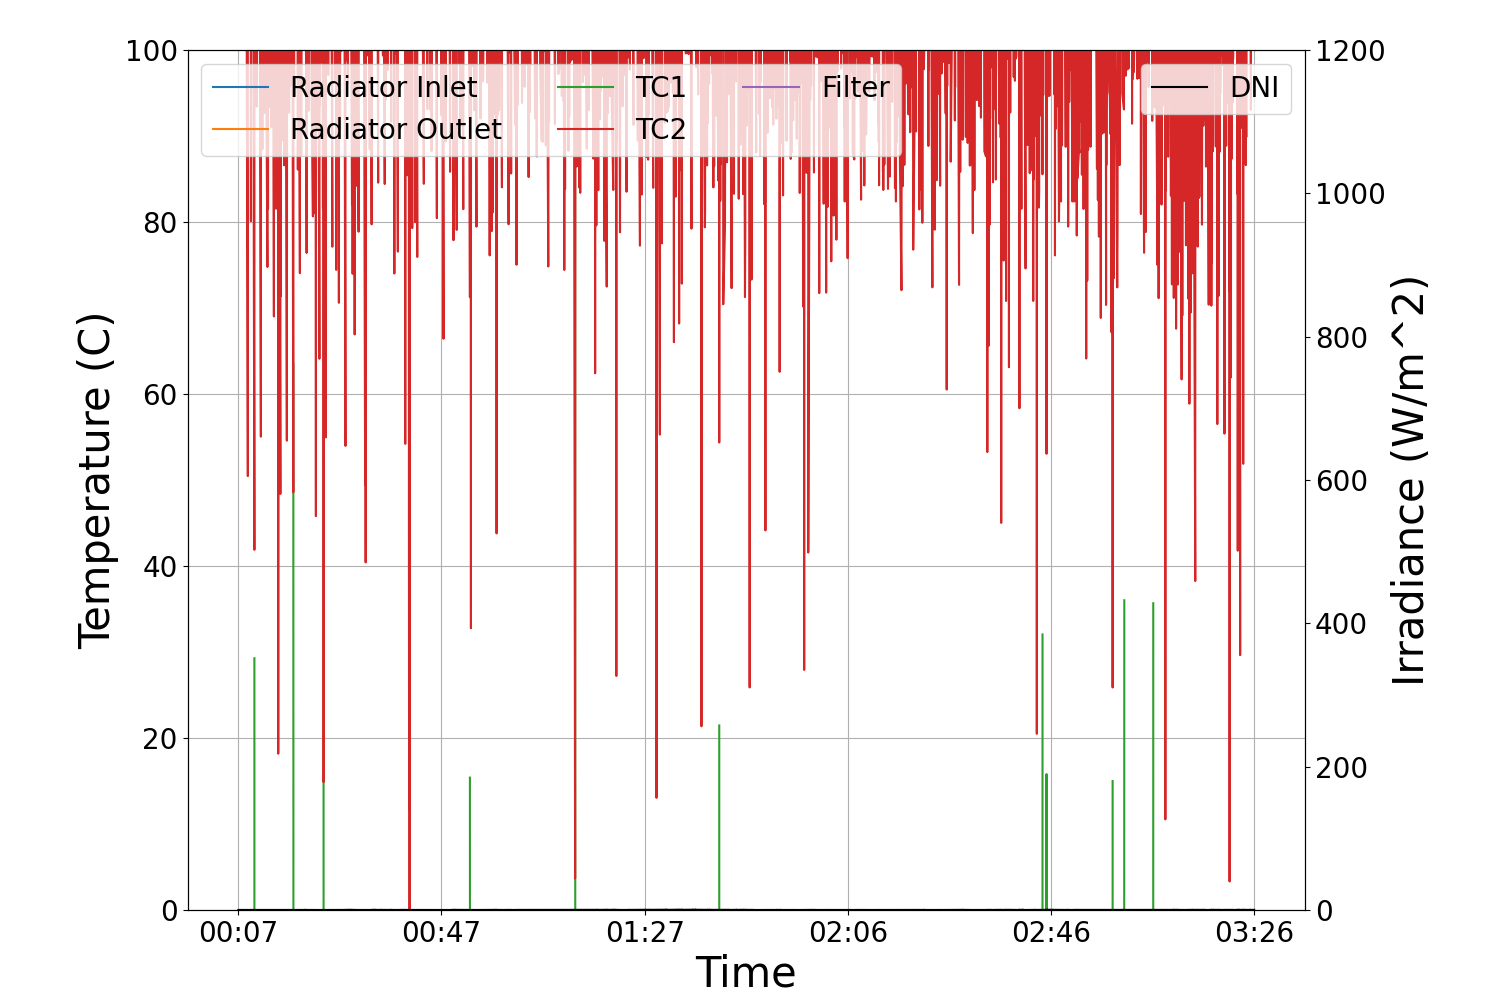 Radiator Inlet
Radiator Outlet
TC1
TC2
Filter
DNI
Temperature (C)
100
80
60
40
20
0
1200
1000
800
600
400
200
0
Irradiance (W/m^2)
00:07 00:47 01:27 02:06 02:46 03:26
Time